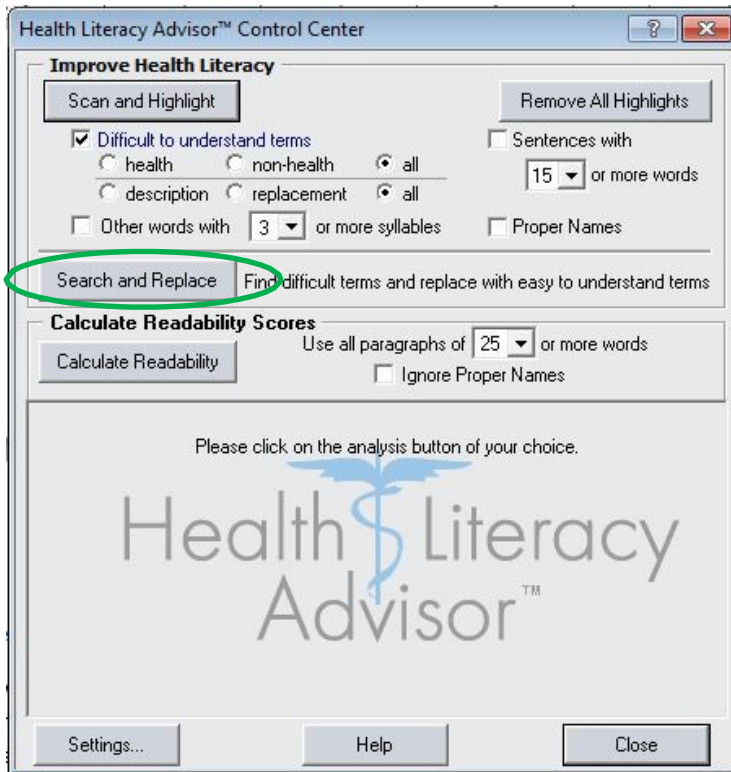 Health Literacy Advisor™ Control Center
Improve Health Literacy
Scan and Highlight
Remove All Highlights
Difficult to understand terms
Sentences with
health non-health all
15 or more words
description replacement all
Other words with 3 or more syllables
Proper Names
Search and Replace Find difficult terms and replace with easy to understand terms
Calculate Readability Scores
Use all paragraphs of 25 or more words
Calculate Readability
Ignore Proper Names
Please click on the analysis button of your choice.
Health Literacy
Advisor™
Settings... Help Close